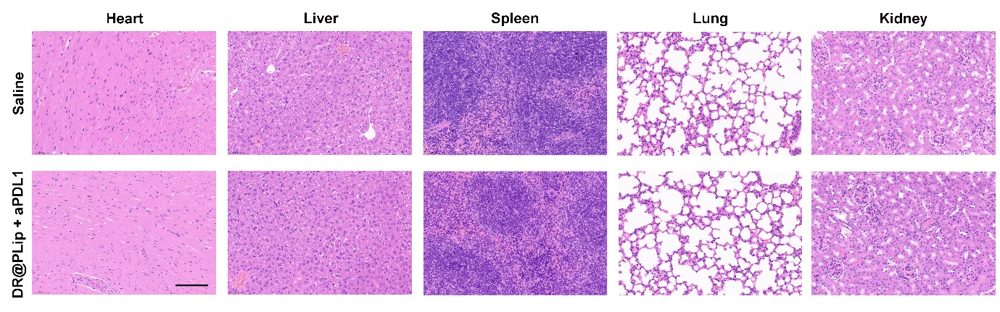 Heart Liver Spleen Lung Kidney
Saline
DR@PLip + aPDL1